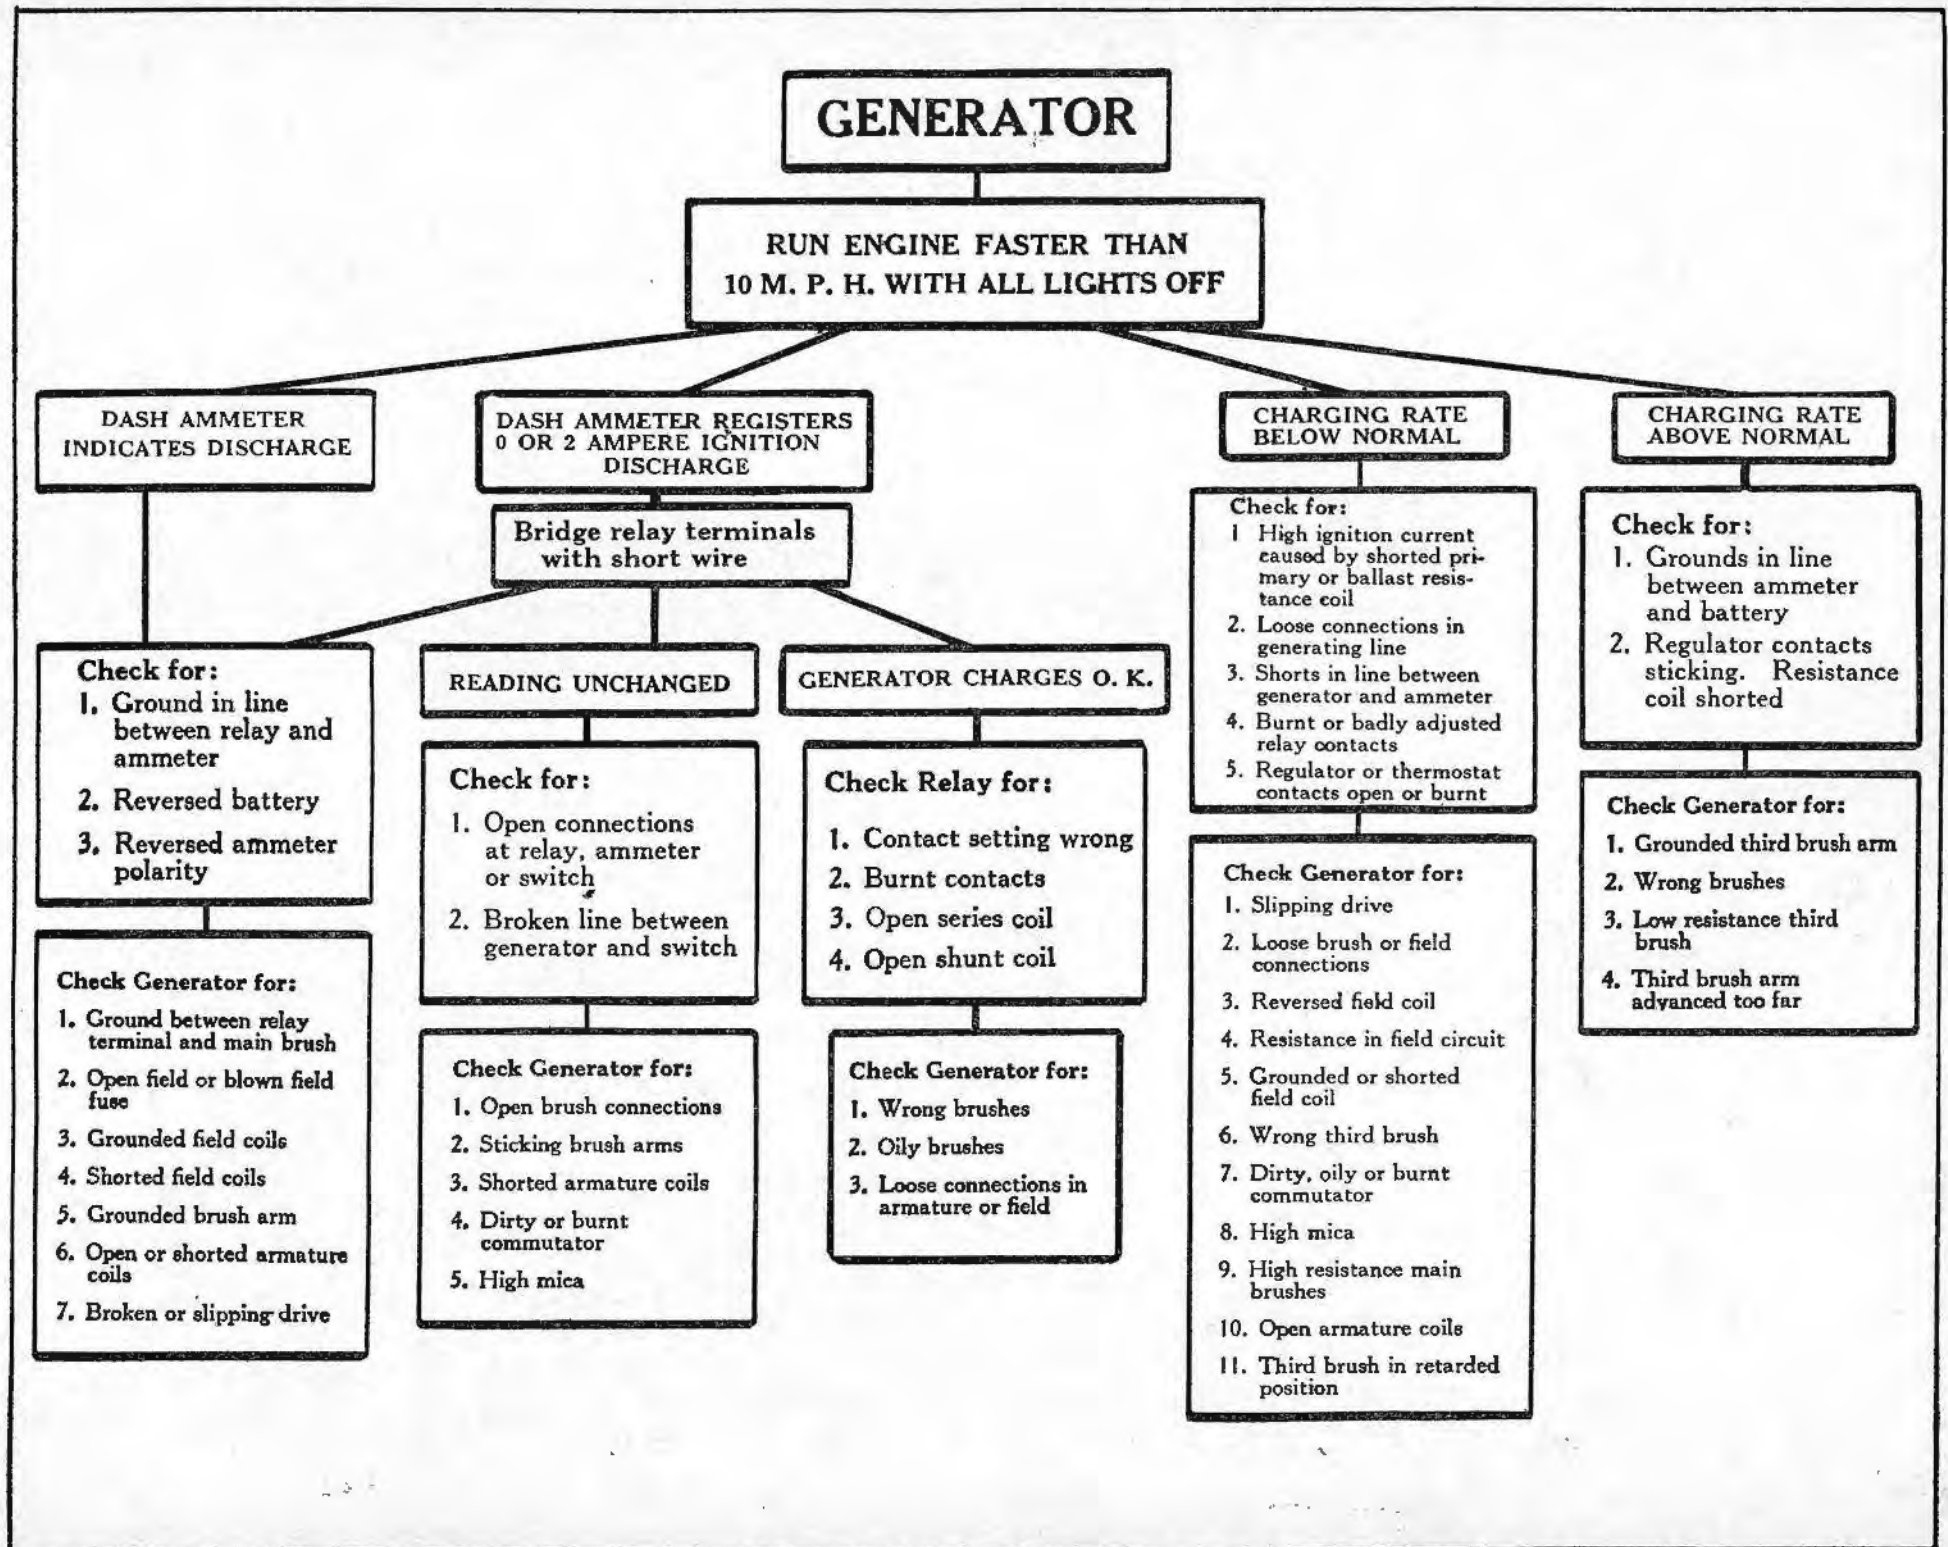 GENERATOR
RUN ENGINE FASTER THAN
10 M. P. H. WITH ALL LIGHTS OFF
DASH AMMETER
INDICATES DISCHARGE
DASH AMMETER REGISTERS
0 OR 2 AMPERE IGNITION
DISCHARGE
Bridge relay terminals
with short wire
Check for:
1. Ground in line
between relay and
ammeter
2. Reversed battery
3. Reversed ammeter
polarity
Check Generator for:
1. Ground between relay
terminal and main brush
2. Open field or blown field
fuse
3. Grounded field coils
4. Shorted field coils
5. Grounded brush arm
6. Open or shorted armature
coils
7. Broken or slipping drive
READING UNCHANGED
Check for:
1. Open connections
at relay, ammeter
or switch
2. Broken line between
generator and switch
Check Generator for:
1. Open brush connections
2. Sticking brush arms
3. Shorted armature coils
4. Dirty or burnt
commutator
5. High mica
GENERATOR CHARGES O. K.
Check Relay for:
1. Contact setting wrong
2. Burnt contacts
3. Open series coil
4. Open shunt coil
Check Generator for:
1. Wrong brushes
2. Oily brushes
3. Loose connections in
armature or field
CHARGING RATE
BELOW NORMAL
Check for:
1 High ignition current
caused by shorted pri-
mary or ballast resis-
tance coil
2. Loose connections in
generating line
3. Shorts in line between
generator and ammeter
4. Burnt or badly adjusted
relay contacts
5. Regulator or thermostat
contacts open or burnt
Check Generator for:
1. Slipping drive
2. Loose brush or field
connections
3. Reversed field coil
4. Resistance in field circuit
5. Grounded or shorted
field coil
6. Wrong third brush
7. Dirty, oily or burnt
commutator
8. High mica
9. High resistance main
brushes
10. Open armature coils
11. Third brush in retarded
position
CHARGING RATE
ABOVE NORMAL
Check for:
1. Grounds in line
between ammeter
and battery
2. Regulator contacts
sticking. Resistance
coil shorted
Check Generator for:
1. Grounded third brush arm
2. Wrong brushes
3. Low resistance third
brush
4. Third brush arm
advanced too far